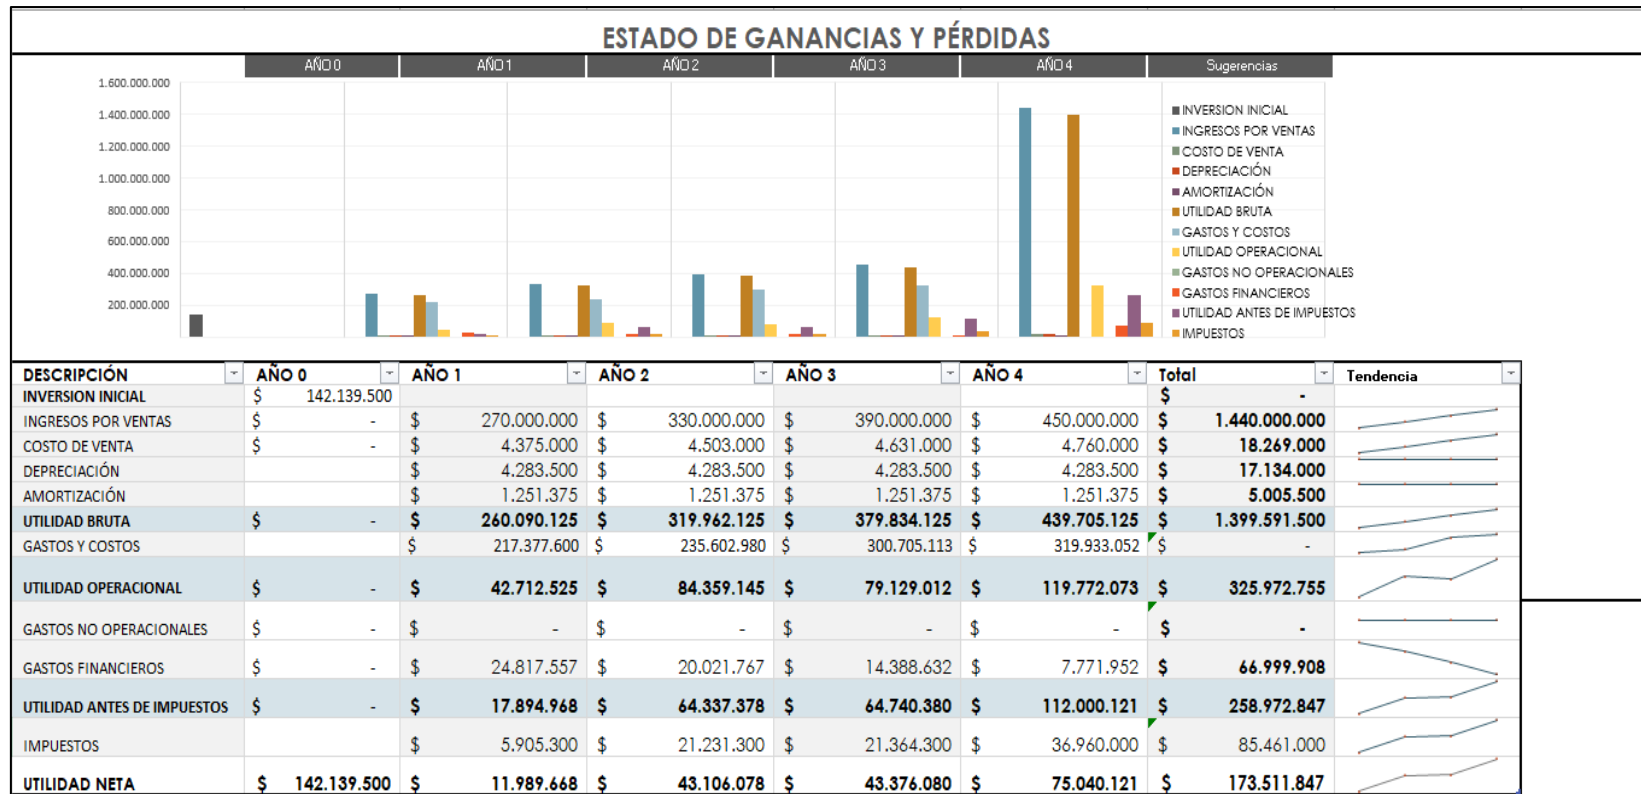 ESTADO DE GANANCIAS Y PÉRDIDAS
AÑO 0 AÑO 1 AÑO 2 AÑO 3 AÑO 4 Sugerencias
1.600.000.000
1.400.000.000
1.200.000.000
1.000.000.000
800.000.000
600.000.000
400.000.000
200.000.000
INVERSION INICIAL
INGRESOS POR VENTAS
COSTO DE VENTA
DEPRECIACIÓN
AMORTIZACIÓN
UTILIDAD BRUTA
GASTOS Y COSTOS
UTILIDAD OPERACIONAL
GASTOS NO OPERACIONALES
GASTOS FINANCIEROS
UTILIDAD ANTES DE IMPUESTOS
IMPUESTOS
DESCRIPCIÓN AÑO 0 AÑO 1 AÑO 2 AÑO 3 AÑO 4 Total Tendencia
INVERSION INICIAL $ 142.139.500 $ -
INGRESOS POR VENTAS $ - $ 270.000.000 $ 330.000.000 $ 390.000.000 $ 450.000.000 $ 1.440.000.000
COSTO DE VENTA $ - $ 4.375.000 $ 4.503.000 $ 4.631.000 $ 4.760.000 $ 18.269.000
DEPRECIACIÓN $ 4.283.500 $ 4.283.500 $ 4.283.500 $ 4.283.500 $ 17.134.000
AMORTIZACIÓN $ 1.251.375 $ 1.251.375 $ 1.251.375 $ 1.251.375 $ 5.005.500
UTILIDAD BRUTA $ - $ 260.090.125 $ 319.962.125 $ 379.834.125 $ 439.705.125 $ 1.399.591.500
GASTOS Y COSTOS $ 217.377.600 $ 235.602.980 $ 300.705.113 $ 319.933.052 $ -
UTILIDAD OPERACIONAL $ - $ 42.712.525 $ 84.359.145 $ 79.129.012 $ 119.772.073 $ 325.972.755
GASTOS NO OPERACIONALES $ - $ - $ - $ - $ - $ -
GASTOS FINANCIEROS $ - $ 24.817.557 $ 20.021.767 $ 14.388.632 $ 7.771.952 $ 66.999.908
UTILIDAD ANTES DE IMPUESTOS $ - $ 17.894.968 $ 64.337.378 $ 64.740.380 $ 112.000.121 $ 258.972.847
IMPUESTOS $ 5.905.300 $ 21.231.300 $ 21.364.300 $ 36.960.000 $ 85.461.000
UTILIDAD NETA $ 142.139.500 $ 11.989.668 $ 43.106.078 $ 43.376.080 $ 75.040.121 $ 173.511.847